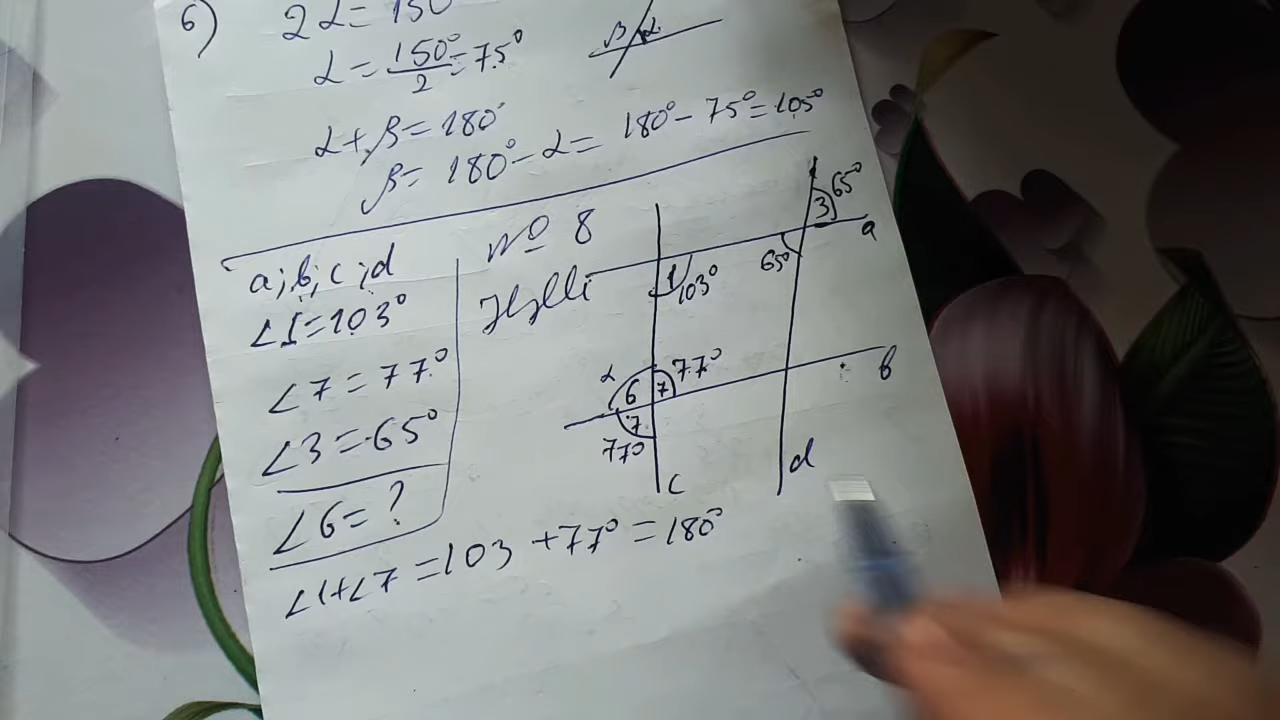 6) 2α = 150
α = 150°/2 = 75°
β α
α + β = 180°
β = 180° - α = 180° - 75° = 105°
a; b; c; d
∠1 = 103°
∠7 = 77°
∠3 = 65°
∠6 = ?
∠1 + ∠7 = 103 + 77° = 180°
№ 8
3 65°
a
65°
1 103°
α 6 7 77°
7
77°
b
c
d